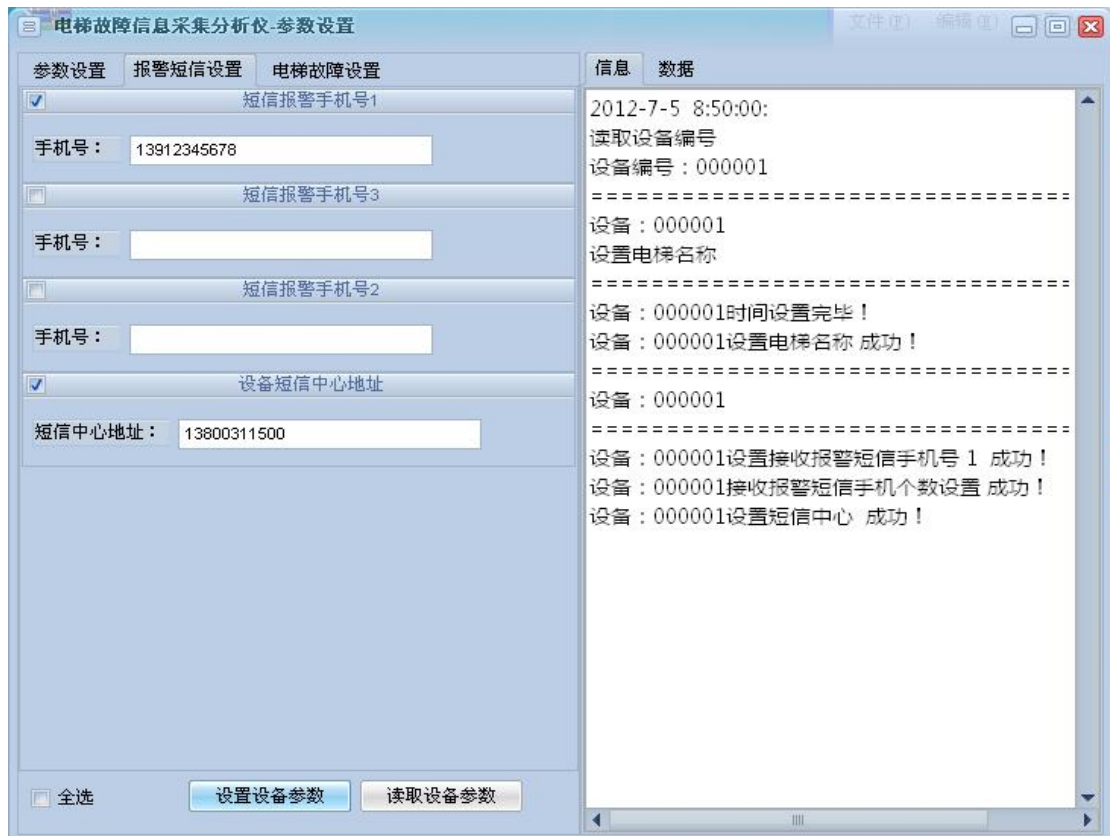 电梯故障信息采集分析仪-参数设置
文件(F) 编辑(E)
参数设置 报警短信设置 电梯故障设置
短信报警手机号1
手机号： 13912345678
短信报警手机号3
手机号：
短信报警手机号2
手机号：
设备短信中心地址
短信中心地址： 13800311500
全选 设置设备参数 读取设备参数
信息 数据
2012-7-5 8:50:00:
读取设备编号
设备编号：000001
================================
设备：000001
设置电梯名称
================================
设备：000001时间设置完毕！
设备：000001设置电梯名称 成功！
================================
设备：000001
================================
设备：000001设置接收报警短信手机号 1 成功！
设备：000001接收报警短信手机个数设置 成功！
设备：000001设置短信中心 成功！